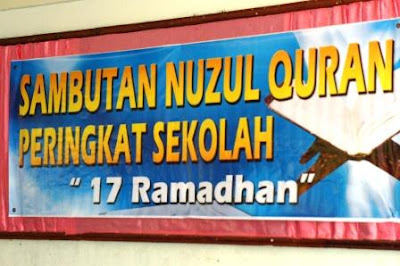 SAMBUTAN NUZUL QURAN
PERINGKAT SEKOLAH
" 17 Ramadhan"